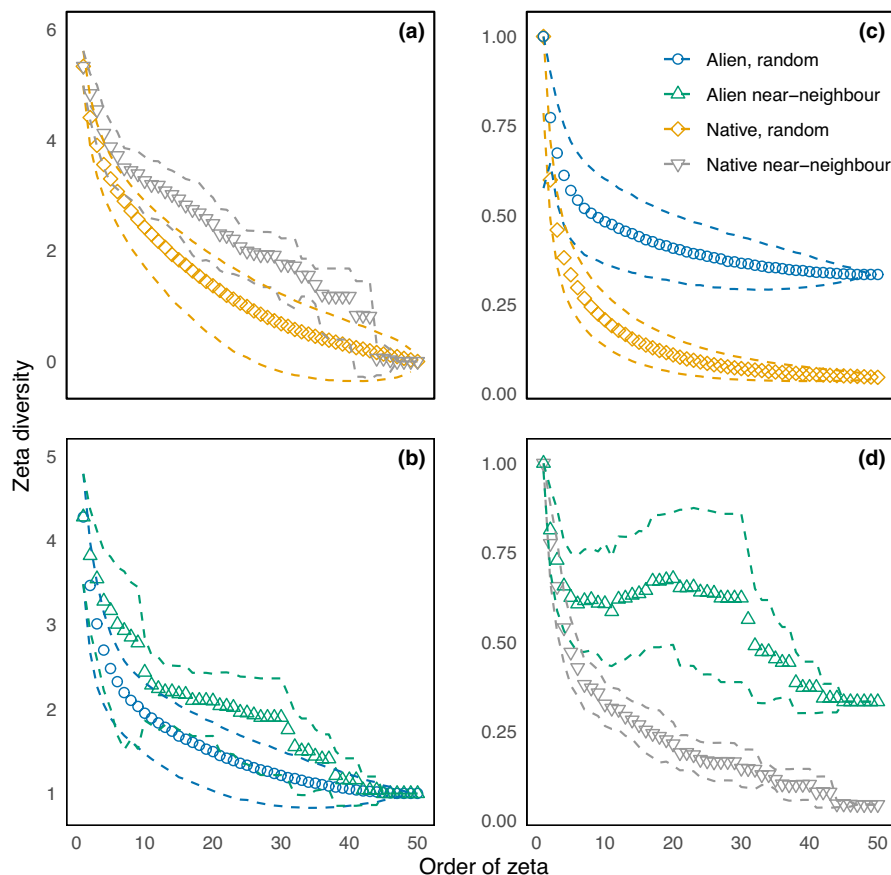 Zeta diversity
(a)
6
4
2
0
(c)
1.00
0.75
0.50
0.25
0.00
Alien, random
Alien near−neighbour
Native, random
Native near−neighbour
(b)
5
4
3
2
1
0 10 20 30 40 50
(d)
1.00
0.75
0.50
0.25
0.00
0 10 20 30 40 50
Order of zeta